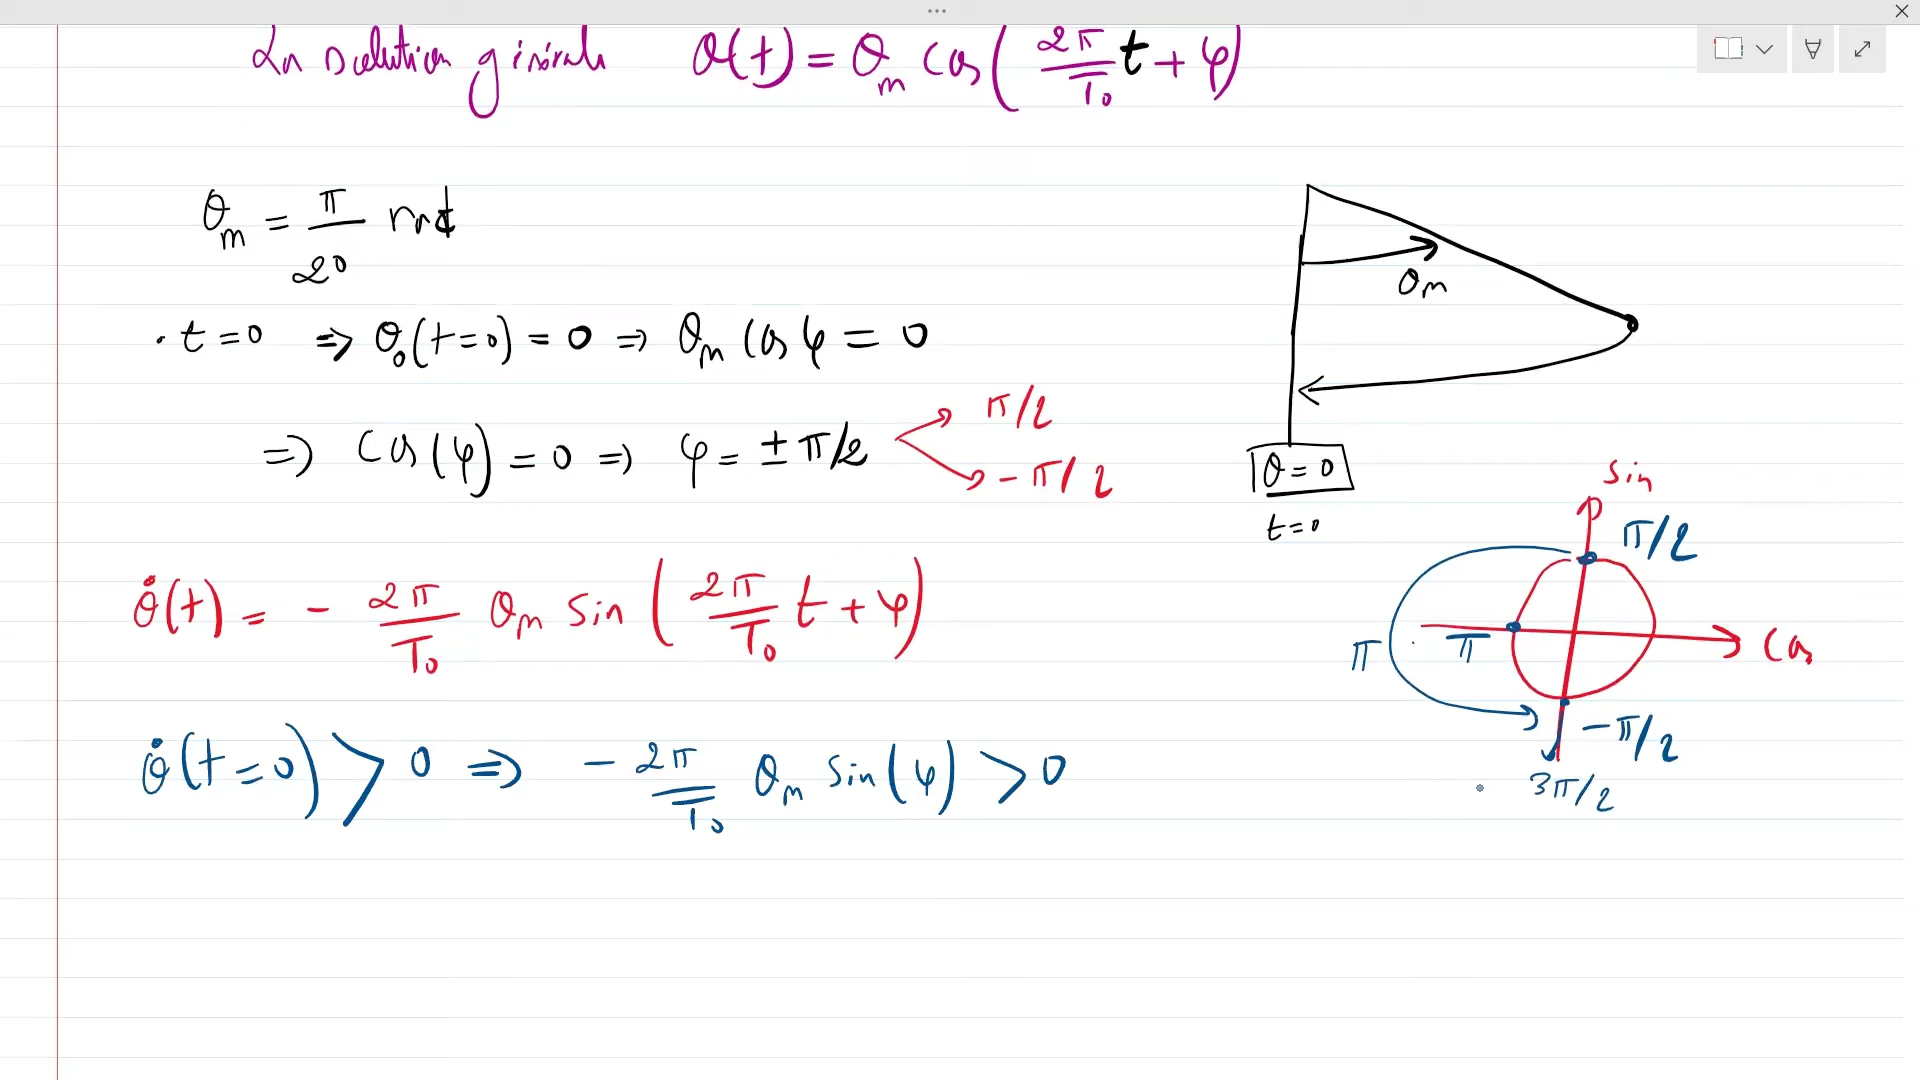 La solution générale θ(t) = θm cos(2π/T0 t + φ)
θm = π/20 rad
. t = 0 ⇒ θ0(t=0) = 0 ⇒ θm cos φ = 0
θm
⇒ cos(φ) = 0 ⇒ φ = ± π/2
π/2
- π/2
θ = 0
t = 0
sin
π/2
θ̇(t) = - 2π/T0 θm sin(2π/T0 t + φ)
π
π
cos
- π/2
3π/2
θ̇(t=0) > 0 ⇒ - 2π/T0 θm sin(φ) > 0